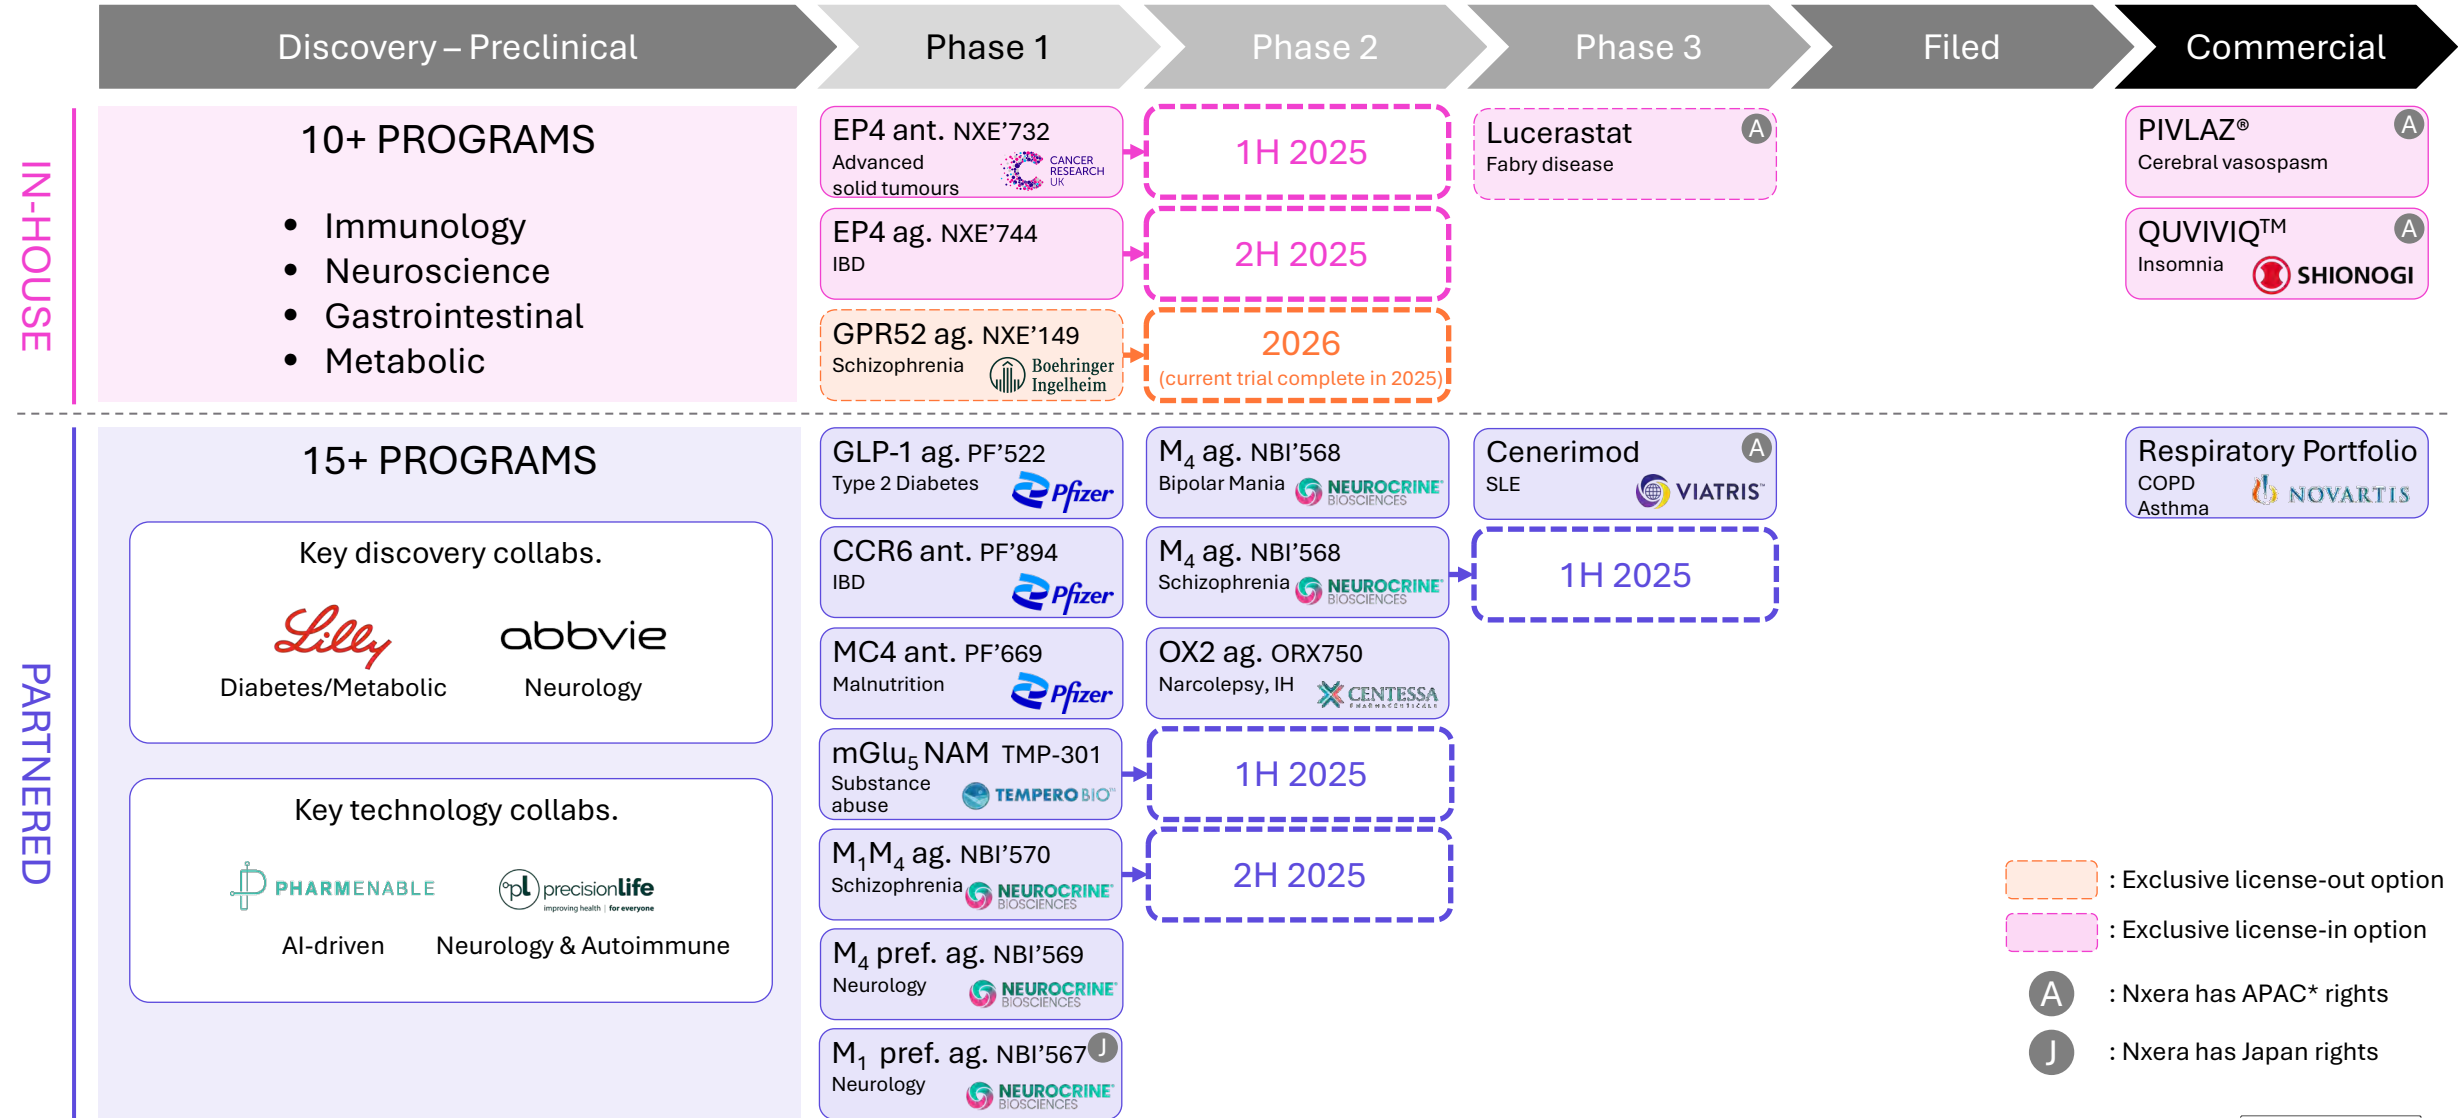 Discovery – Preclinical
Phase 1
Phase 2
Phase 3
Filed
Commercial
IN-HOUSE
10+ PROGRAMS
• Immunology
• Neuroscience
• Gastrointestinal
• Metabolic
EP4 ant. NXE’732
Advanced
solid tumours
CANCER
RESEARCH
UK
1H 2025
Lucerastat
A
Fabry disease
PIVLAZ®
A
Cerebral vasospasm
EP4 ag. NXE’744
IBD
2H 2025
QUVIVIQ™
A
Insomnia
SHIONOGI
GPR52 ag. NXE’149
Schizophrenia
Boehringer
Ingelheim
2026
(current trial complete in 2025)
PARTNERED
15+ PROGRAMS
Key discovery collabs.
Lilly
abbvie
Diabetes/Metabolic
Neurology
Key technology collabs.
PHARMENABLE
pl precisionlife
improving health | for everyone
AI-driven
Neurology & Autoimmune
GLP-1 ag. PF’522
Type 2 Diabetes
Pfizer
M₄ ag. NBI’568
Bipolar Mania
NEUROCRINE
BIOSCIENCES
Cenerimod
A
SLE
VIATRIS™
Respiratory Portfolio
COPD
Asthma
NOVARTIS
CCR6 ant. PF’894
IBD
Pfizer
M₄ ag. NBI’568
Schizophrenia
NEUROCRINE
BIOSCIENCES
1H 2025
MC4 ant. PF’669
Malnutrition
Pfizer
OX2 ag. ORX750
Narcolepsy, IH
CENTESSA
PHARMACEUTICALS
mGlu₅ NAM TMP-301
Substance
abuse
TEMPERO BIO™
1H 2025
M₁M₄ ag. NBI’570
Schizophrenia
NEUROCRINE
BIOSCIENCES
2H 2025
M₄ pref. ag. NBI’569
Neurology
NEUROCRINE
BIOSCIENCES
M₁ pref. ag. NBI’567
J
Neurology
NEUROCRINE
BIOSCIENCES
: Exclusive license-out option
: Exclusive license-in option
A : Nxera has APAC* rights
J : Nxera has Japan rights